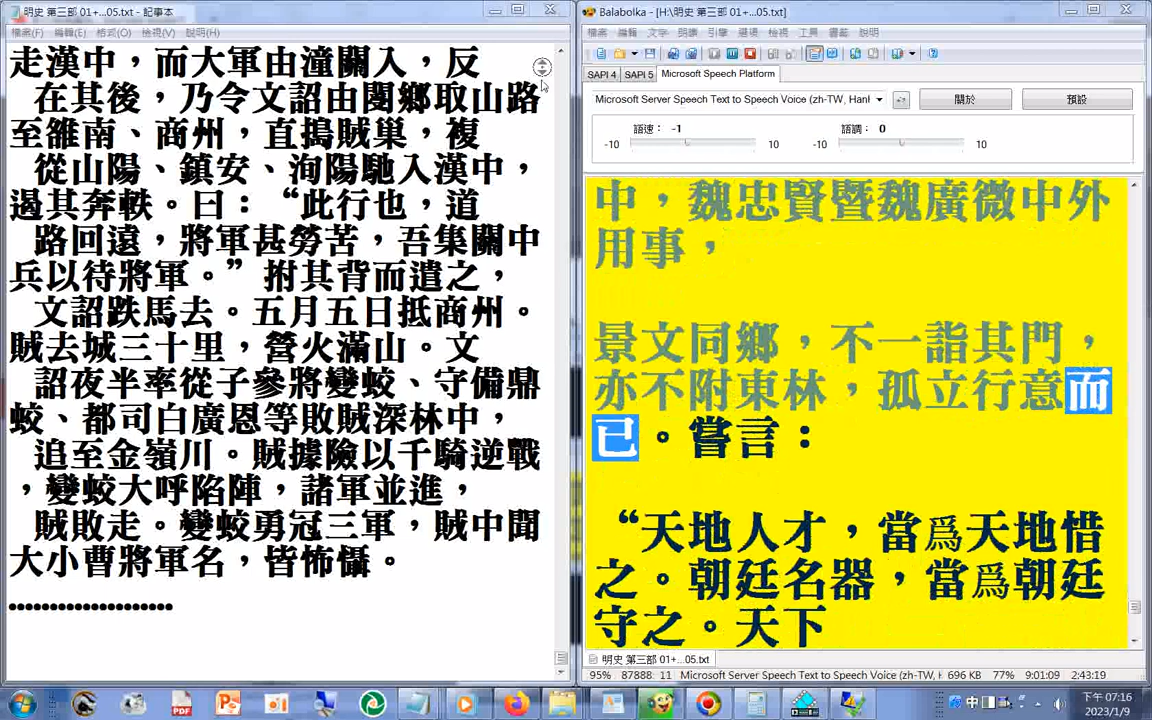 明史 第三部 01+...05.txt - 記事本
檔案(F) 編輯(E) 格式(O) 檢視(V) 說明(H)
走漢中，而大軍由潼關入，反
在其後，乃令文詔由閿鄉取山路
至雒南、商州，直搗賊巢，複
從山陽、鎮安、洵陽馳入漢中，
遏其奔軼。曰：“此行也，道
路回遠，將軍甚勞苦，吾集關中
兵以待將軍。”拊其背而遣之，
文詔跌馬去。五月五日抵商州。
賊去城三十里，營火滿山。文
詔夜半率從子參將變蛟、守備鼎
蛟、都司白廣恩等敗賊深林中，
追至金嶺川。賊據險以千騎逆戰
，變蛟大呼陷陣，諸軍並進，
賊敗走。變蛟勇冠三軍，賊中聞
大小曹將軍名，皆怖懾。
••••••••••••••••••••
Balabolka - [H:\明史 第三部 01+...05.txt]
檔案 編輯 文字 朗讀 引擎 選項 檢視 工具 書籤 說明
SAPI 4 SAPI 5 Microsoft Speech Platform
Microsoft Server Speech Text to Speech Voice (zh-TW, Hanl 關於 預設
語速： -1 語調： 0
-10 10 -10 10
中，魏忠賢暨魏廣微中外
用事，
景文同鄉，不一詣其門，
亦不附東林，孤立行意而
已。嘗言：
“天地人才，當爲天地惜
之。朝廷名器，當爲朝廷
守之。天下
明史 第三部 01+...05.txt
95% 87888: 11 Microsoft Server Speech Text to Speech Voice (zh-TW, H 696 KB 77% 9:01:09 2:43:19
中
下午 07:16
2023/1/9